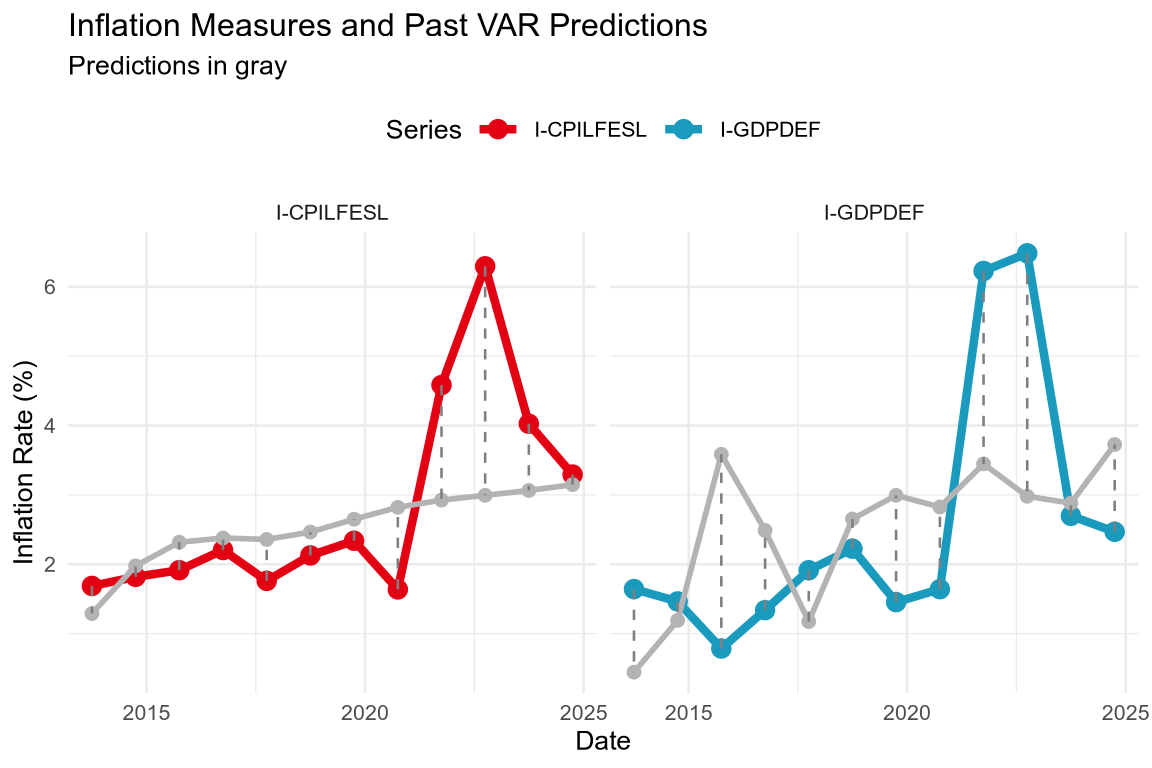 Inflation Measures and Past VAR Predictions
Predictions in gray
Series I-CPILFESL I-GDPDEF
I-CPILFESL I-GDPDEF
Inflation Rate (%)
6
4
2
2015 2020 2025 2015 2020 2025
Date